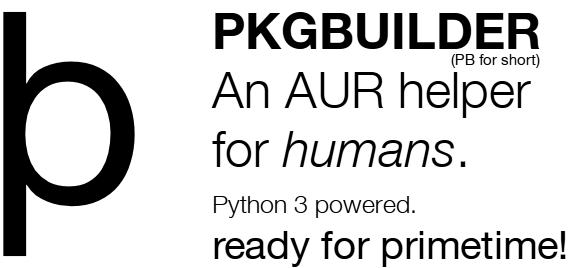 þ
PKGBUILDER
(PB for short)
An AUR helper
for humans.
Python 3 powered.
ready for primetime!